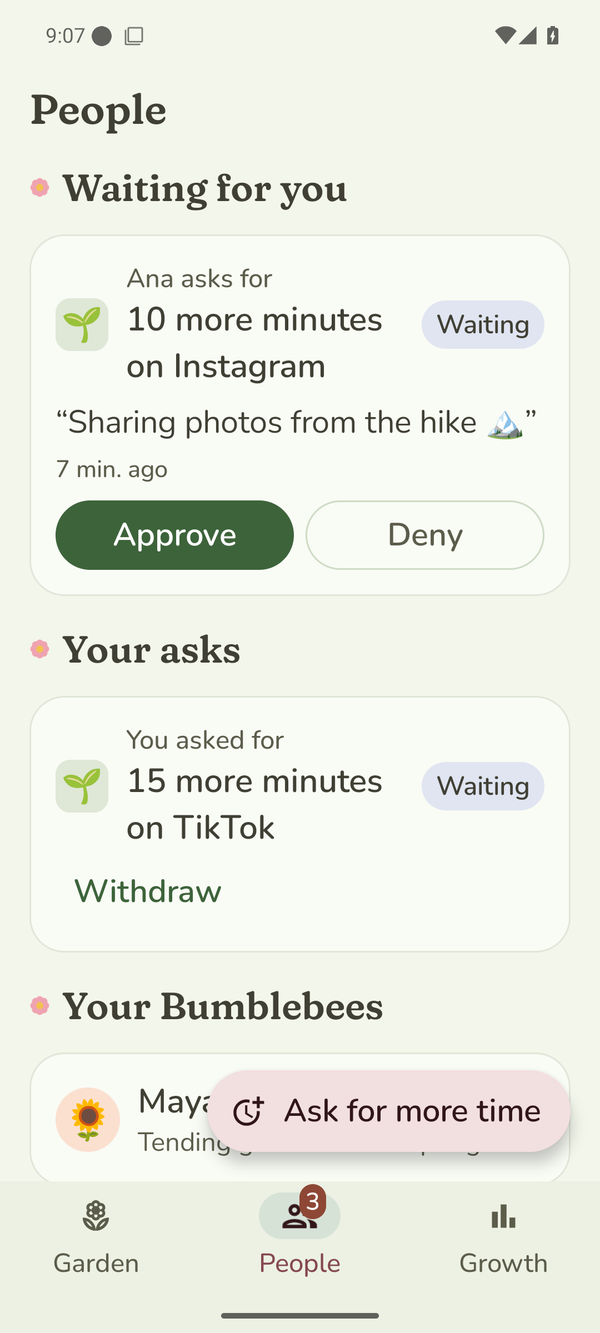 9:07
People
Waiting for you
Ana asks for
10 more minutes
on Instagram
Waiting
“Sharing photos from the hike 🏔️”
7 min. ago
Approve
Deny
Your asks
You asked for
15 more minutes
on TikTok
Waiting
Withdraw
Your Bumblebees
Maya
Ask for more time
Tending
3
Garden
People
Growth